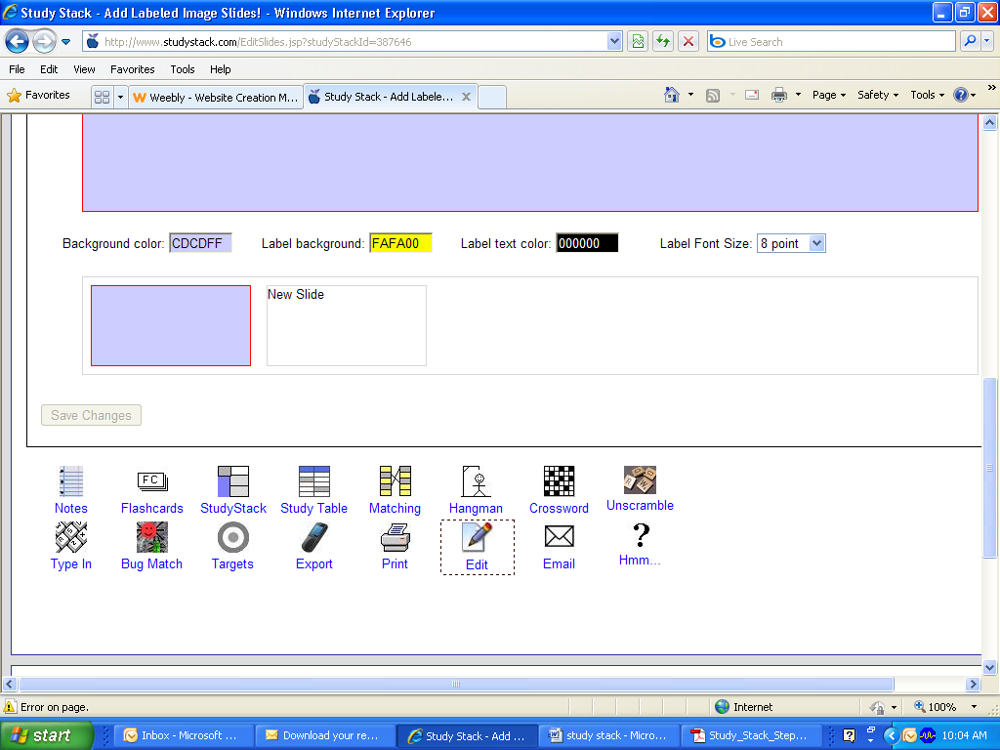 Study Stack - Add Labeled Image Slides! - Windows Internet Explorer
http://www.studystack.com/EditSlides.jsp?studyStackId=387646
Live Search
File Edit View Favorites Tools Help
Favorites
Weebly - Website Creation M...
Study Stack - Add Labele...
Page Safety Tools
Background color: CDCDFF Label background: FAFA00 Label text color: 000000 Label Font Size: 8 point
New Slide
Save Changes
FC
Notes Flashcards StudyStack Study Table Matching Hangman Crossword Unscramble
Type In Bug Match Targets Export Print Edit Email Hmm...
Error on page. Internet 100%
start Inbox - Microsoft ... Download your re... Study Stack - Add ... study stack - Micro... Study_Stack_Step... 10:04 AM